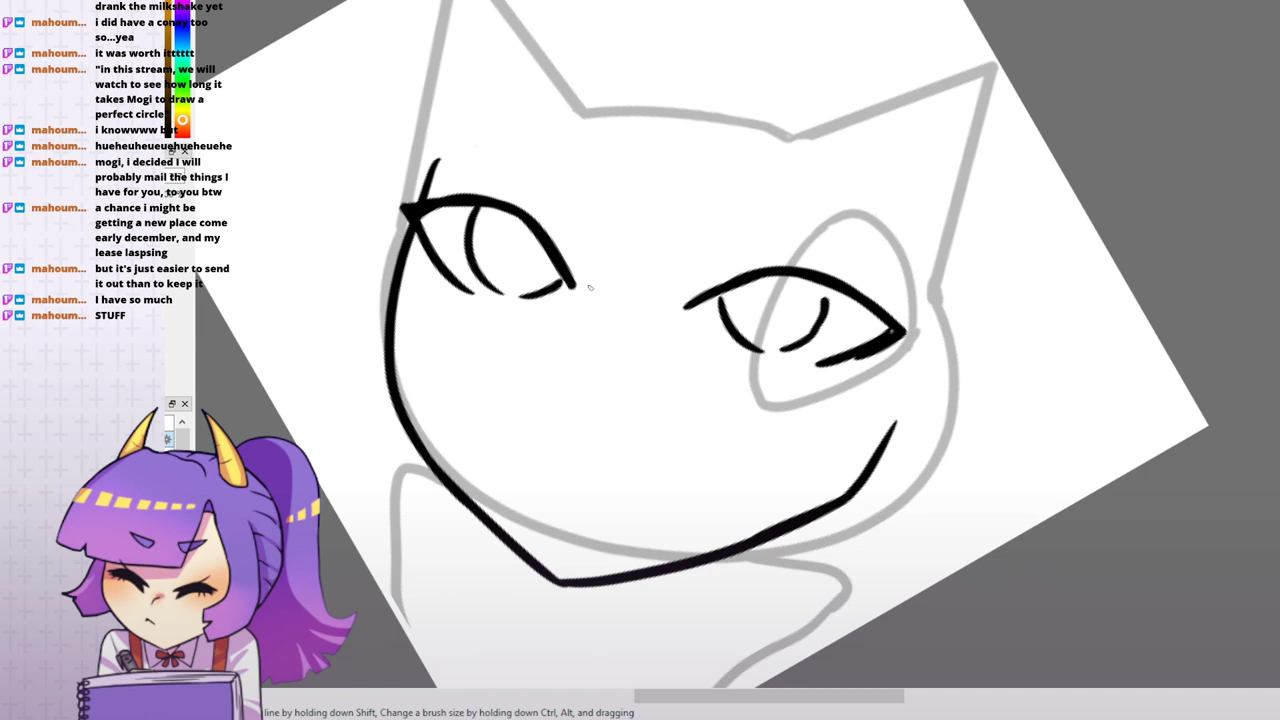 drank the milkshake yet
mahoum... i did have a coney too
so...yea
mahoum... it was worth itttttt
mahoum... "in this stream, we will
watch to see how long it
takes Mogi to draw a
perfect circle
mahoum... i knowwww but
mahoum... hueheuheueuehueheuehe
mahoum... mogi, i decided I will
probably mail the things I
have for you, to you btw
mahoum... a chance i might be
getting a new place come
early december, and my
lease laspsing
mahoum... but it's just easier to send
it out than to keep it
mahoum... I have so much
mahoum... STUFF
line by holding down Shift, Change a brush size by holding down Ctrl, Alt, and dragging